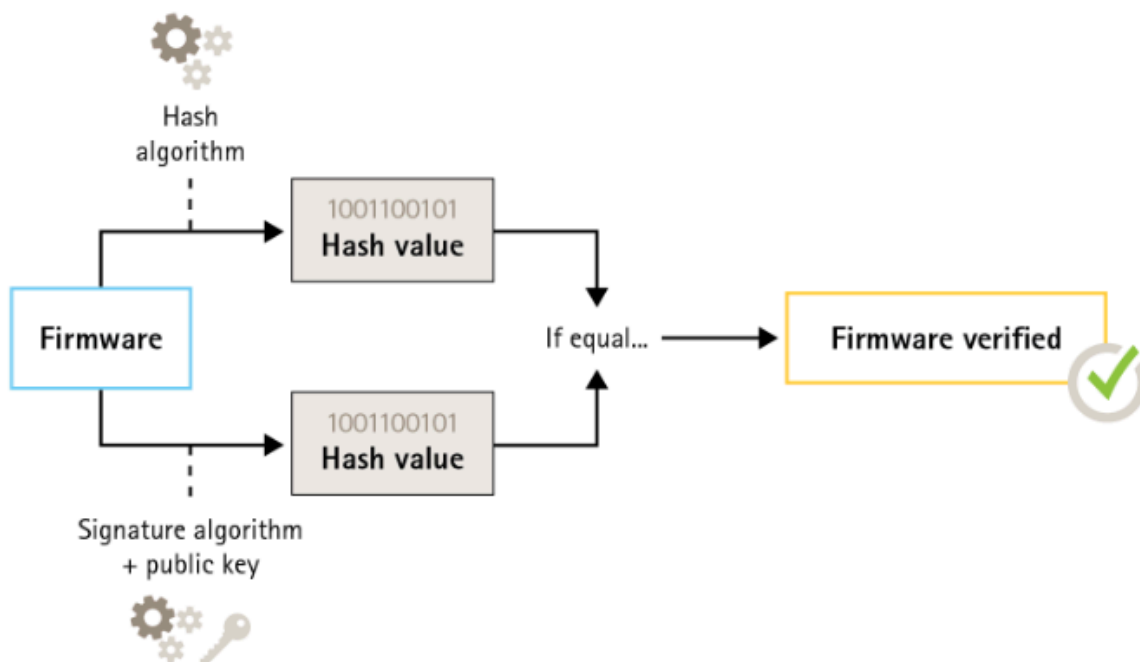 Hash
algorithm
1001100101
Hash value
Firmware
If equal...
Firmware verified
1001100101
Hash value
Signature algorithm
+ public key